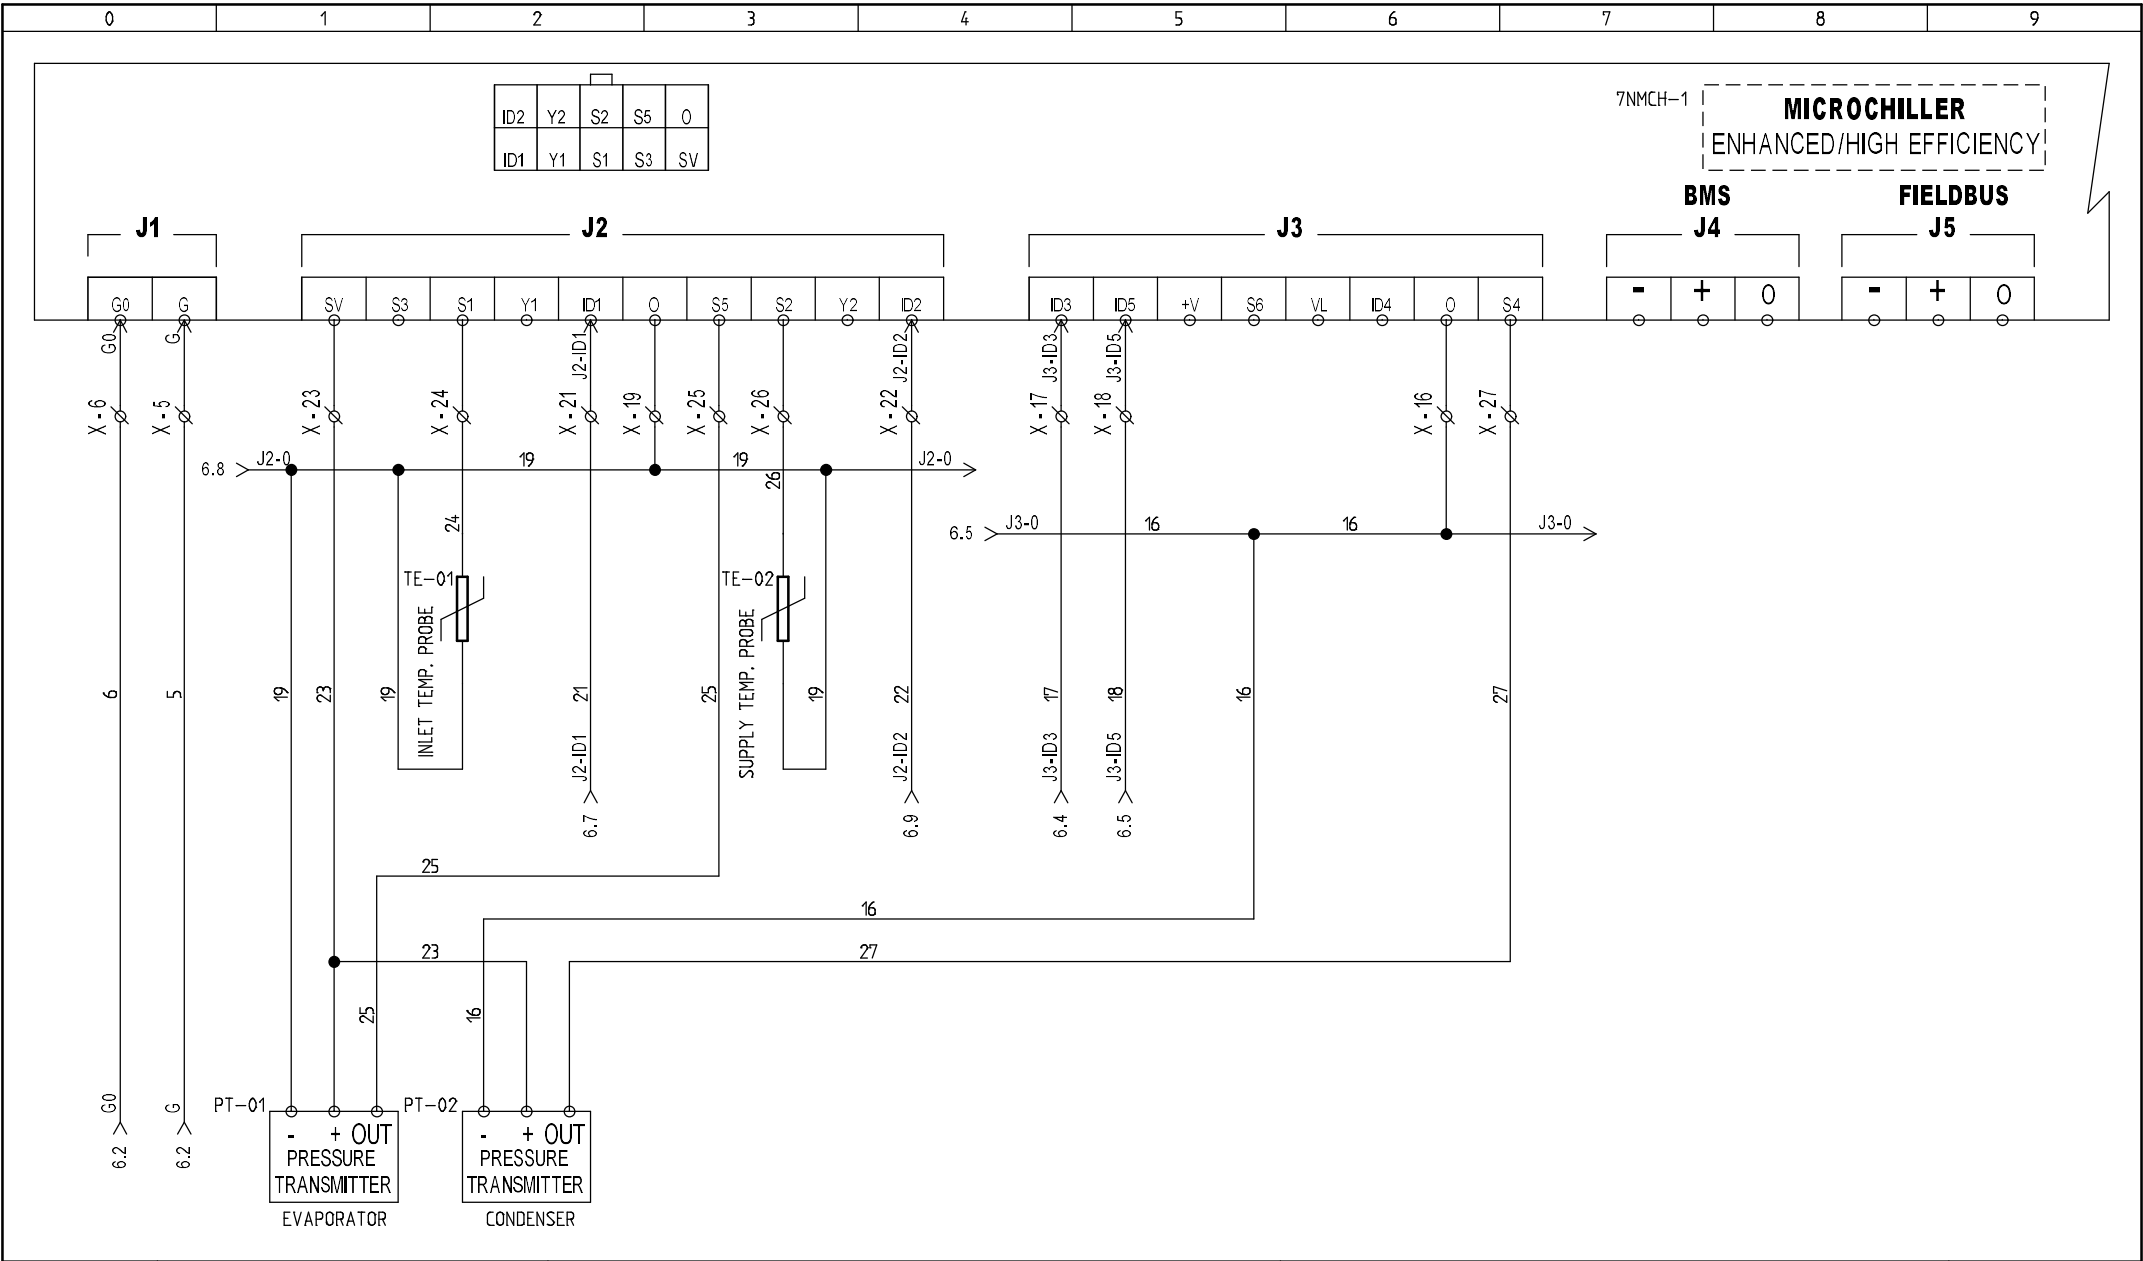 0 1 2 3 4 5 6 7 8 9
ID2 Y2 S2 S5 0
ID1 Y1 S1 S3 SV
7NMCH-1
MICROCHILLER
ENHANCED/HIGH EFFICIENCY
BMS
FIELDBUS
J1 J2 J3 J4 J5
G0 G SV S3 S1 Y1 ID1 0 S5 S2 Y2 ID2 ID3 ID5 +V S6 VL ID4 0 S4 - + 0 - + 0
G0 G J2-ID1 J2-ID2 J3-ID3 J3-ID5
X - 6 X - 5 X - 23 X - 24 X - 21 X - 19 X - 25 X - 26 X - 22 X - 17 X - 18 X - 16 X - 27
6.8 J2-0 19 19 J2-0
26
24
6.5 J3-0 16 16 J3-0
TE-01
INLET TEMP. PROBE
TE-02
SUPPLY TEMP. PROBE
6 5 19 23 19 21 25 19 22 17 18 16 27
J2-ID1 J2-ID2 J3-ID3 J3-ID5
6.7 6.9 6.4 6.5
25
16
23 27
25 16
G0 G
6.2 6.2
PT-01
- + OUT
PRESSURE
TRANSMITTER
EVAPORATOR
PT-02
- + OUT
PRESSURE
TRANSMITTER
CONDENSER